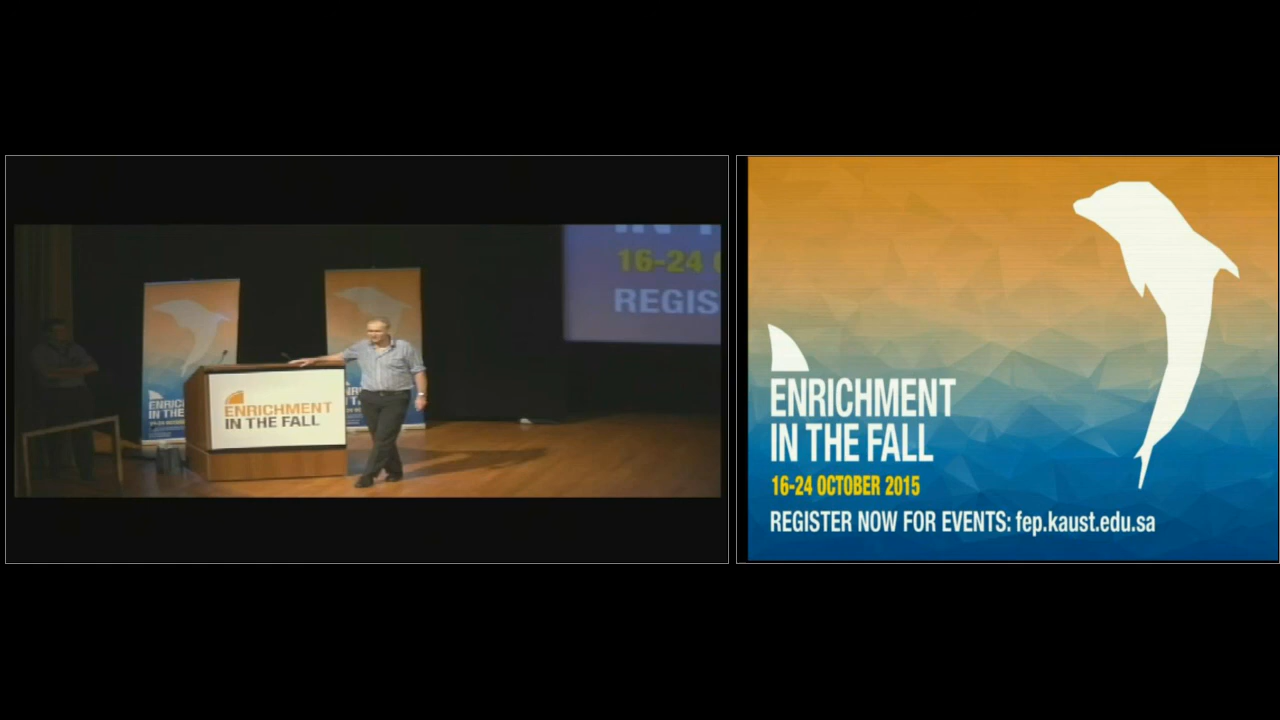 16-24
REGIS
ENRICHMENT
IN THE FALL
ENRICHMENT
IN THE FALL
16-24 OCTOBER 2015
REGISTER NOW FOR EVENTS: fep.kaust.edu.sa